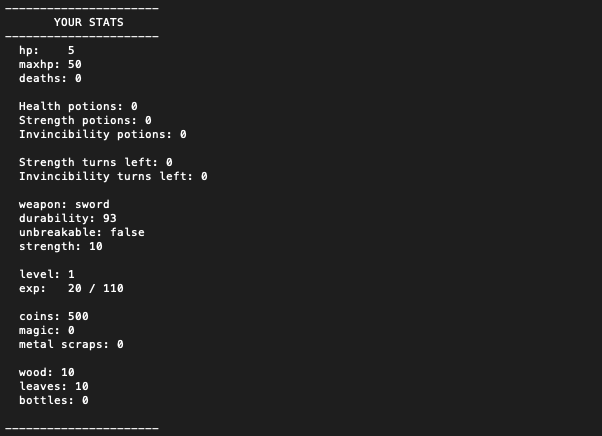 ----------------------
YOUR STATS
----------------------
hp:    5
maxhp: 50
deaths: 0
Health potions: 0
Strength potions: 0
Invincibility potions: 0
Strength turns left: 0
Invincibility turns left: 0
weapon: sword
durability: 93
unbreakable: false
strength: 10
level: 1
exp:   20 / 110
coins: 500
magic: 0
metal scraps: 0
wood: 10
leaves: 10
bottles: 0
----------------------